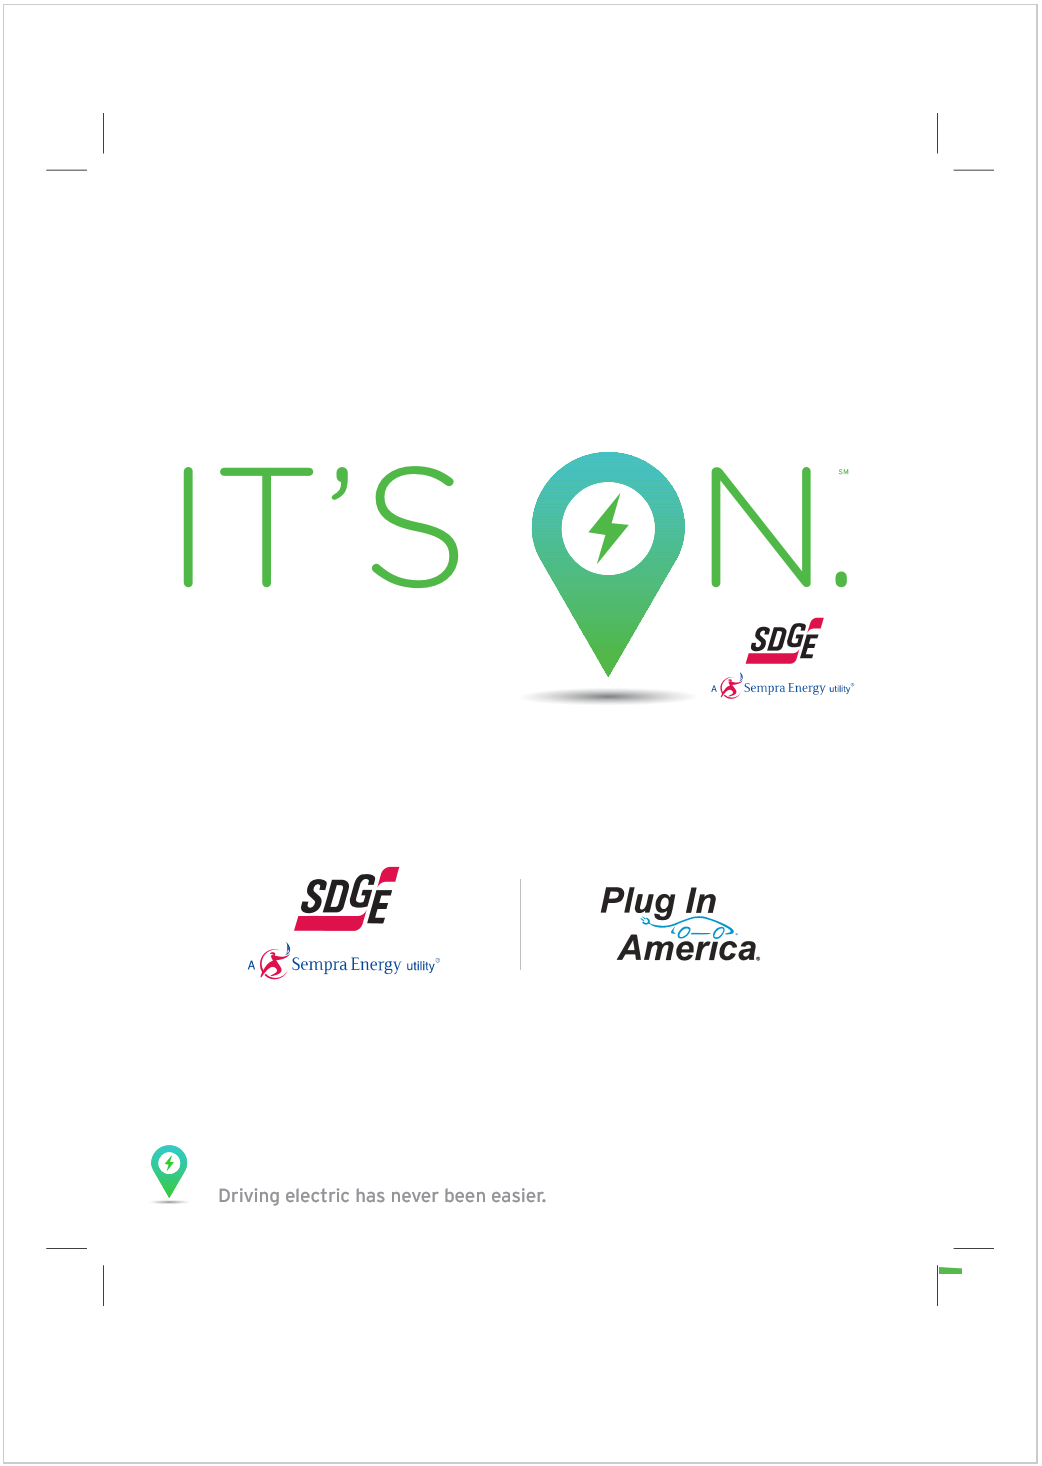 IT'S ON. SM
SDGE
A Sempra Energy utility®
SDGE
A Sempra Energy utility®
Plug In
America®
Driving electric has never been easier.